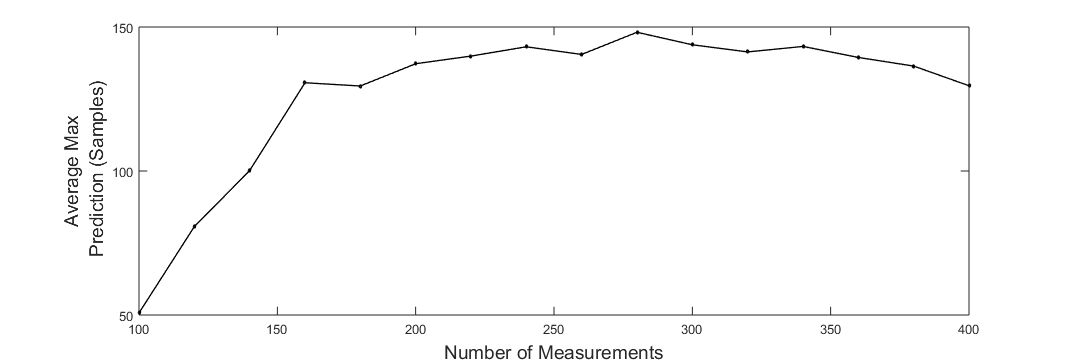 Average Max
Prediction (Samples)
150
100
50
100 150 200 250 300 350 400
Number of Measurements